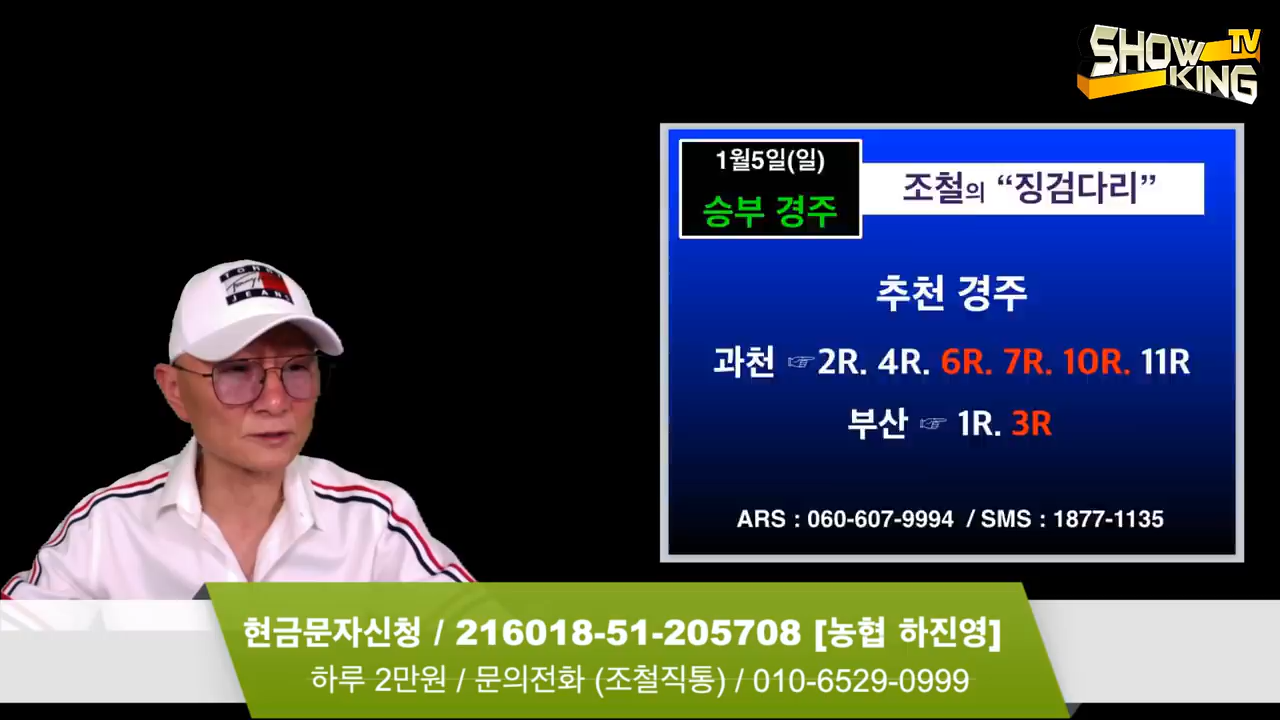 SHOW TV
KING
1월5일(일)
승부 경주
조철의 “징검다리”
추천 경주
과천 ☞2R. 4R. 6R. 7R. 10R. 11R
부산 ☞ 1R. 3R
ARS : 060-607-9994 / SMS : 1877-1135
TOMMY
JEANS
현금문자신청 / 216018-51-205708 [농협 하진영]
하루 2만원 / 문의전화 (조철직통) / 010-6529-0999